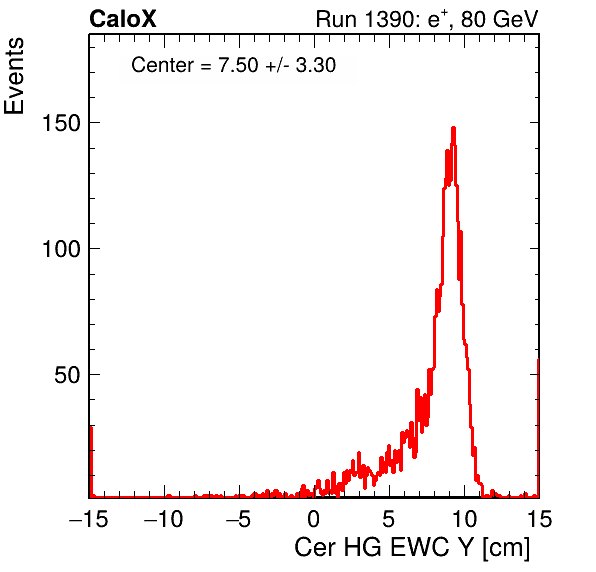 CaloX Run 1390: e⁺, 80 GeV
Events
Center = 7.50 +/- 3.30
150
100
50
−15 −10 −5 0 5 10 15
Cer HG EWC Y [cm]